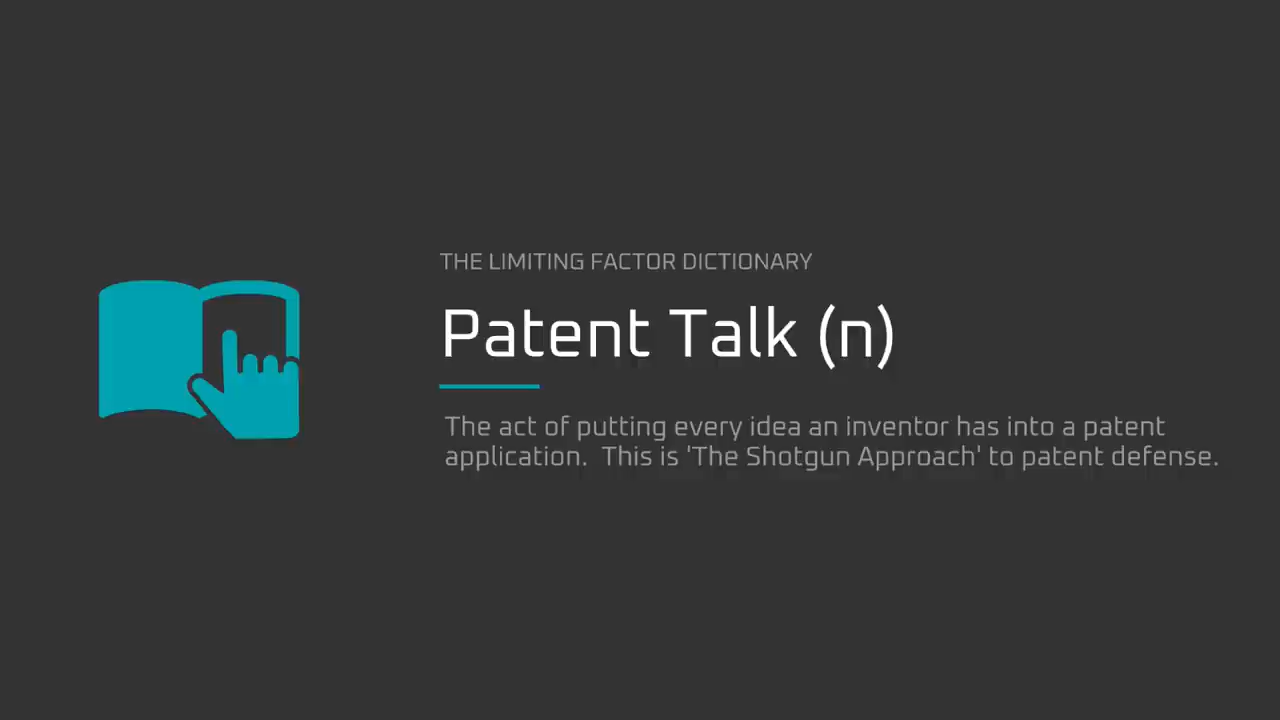 THE LIMITING FACTOR DICTIONARY
Patent Talk (n)
The act of putting every idea an inventor has into a patent
application.  This is 'The Shotgun Approach' to patent defense.